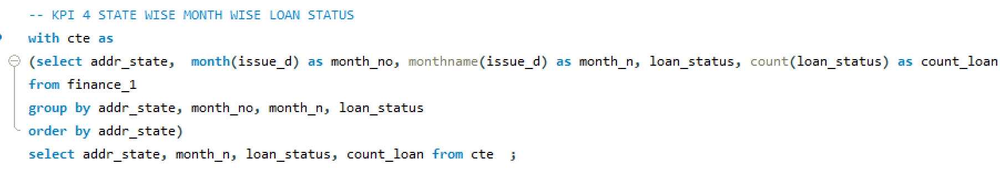 -- KPI 4 STATE WISE MONTH WISE LOAN STATUS
with cte as
(select addr_state,  month(issue_d) as month_no, monthname(issue_d) as month_n, loan_status, count(loan_status) as count_loan
from finance_1
group by addr_state, month_no, month_n, loan_status
order by addr_state)
select addr_state, month_n, loan_status, count_loan from cte  ;